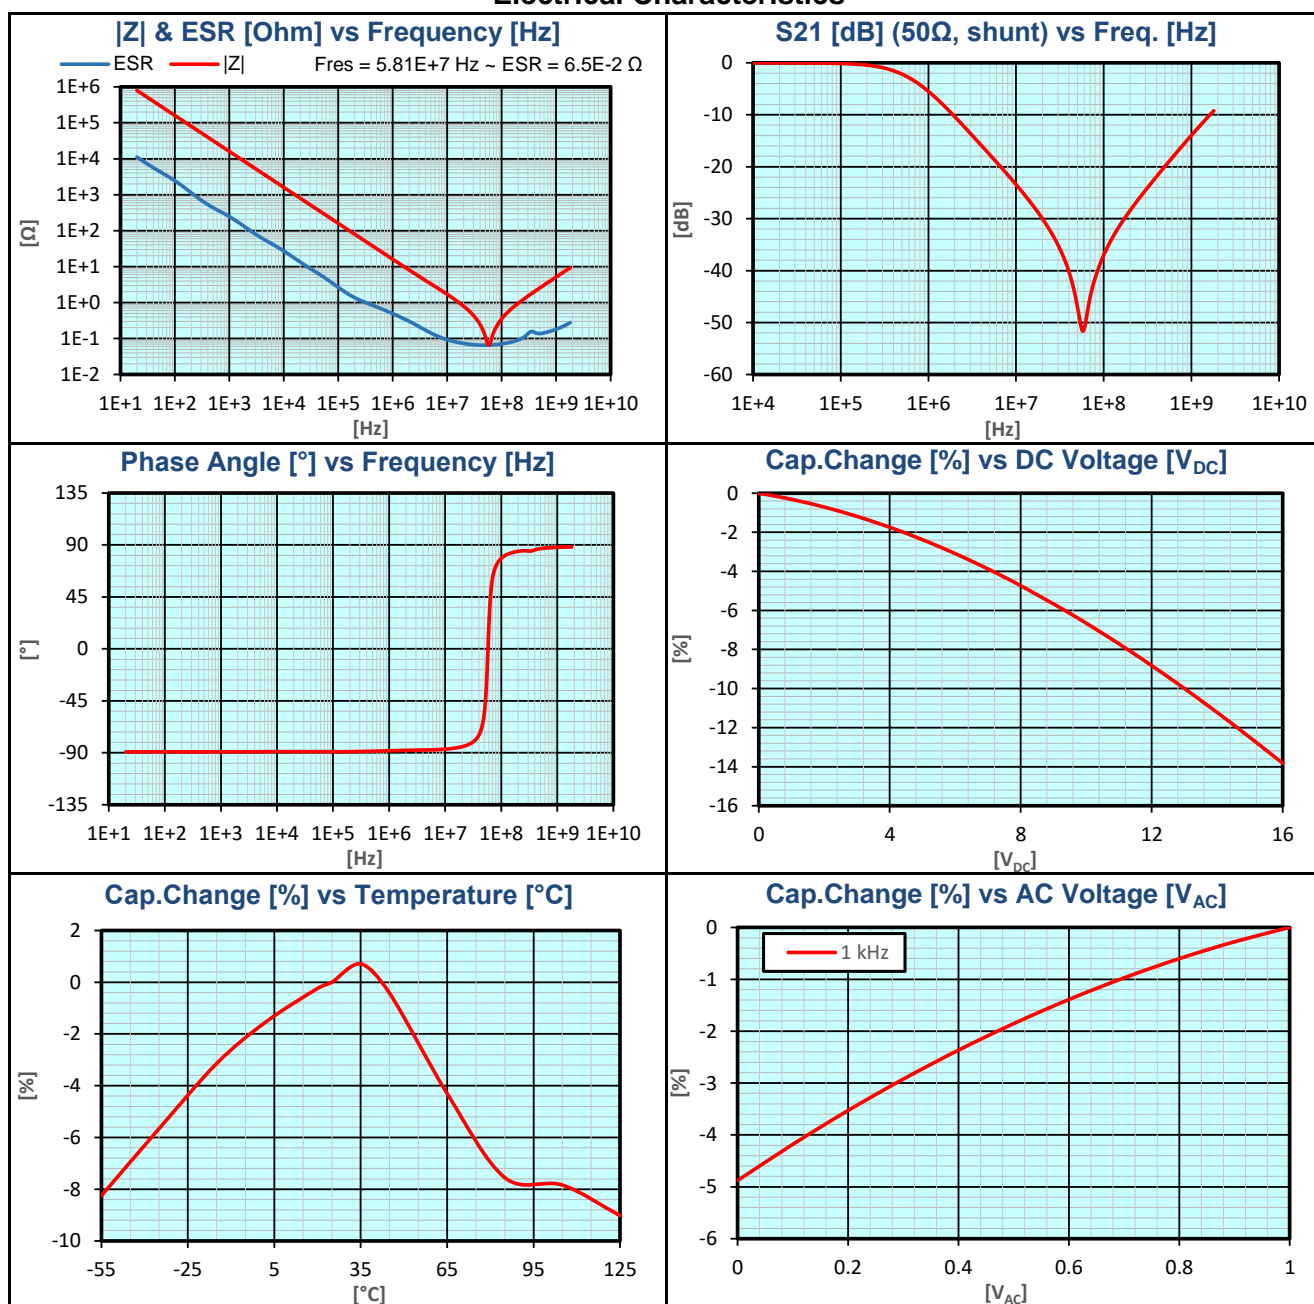 Electrical Characteristics
|Z| & ESR [Ohm] vs Frequency [Hz]
ESR |Z| Fres = 5.81E+7 Hz ~ ESR = 6.5E-2 Ω
1E+6
1E+5
1E+4
1E+3
1E+2
1E+1
1E+0
1E-1
1E-2
[Ω]
1E+1 1E+2 1E+3 1E+4 1E+5 1E+6 1E+7 1E+8 1E+9 1E+10
[Hz]
S21 [dB] (50Ω, shunt) vs Freq. [Hz]
0
-10
-20
-30
-40
-50
-60
[dB]
1E+4 1E+5 1E+6 1E+7 1E+8 1E+9 1E+10
[Hz]
Phase Angle [°] vs Frequency [Hz]
135
90
45
0
-45
-90
-135
[°]
1E+1 1E+2 1E+3 1E+4 1E+5 1E+6 1E+7 1E+8 1E+9 1E+10
[Hz]
Cap.Change [%] vs DC Voltage [VDC]
0
-2
-4
-6
-8
-10
-12
-14
-16
[%]
0 4 8 12 16
[VDC]
Cap.Change [%] vs Temperature [°C]
2
0
-2
-4
-6
-8
-10
[%]
-55 -25 5 35 65 95 125
[°C]
Cap.Change [%] vs AC Voltage [VAC]
1 kHz
0
-1
-2
-3
-4
-5
-6
[%]
0 0.2 0.4 0.6 0.8 1
[VAC]